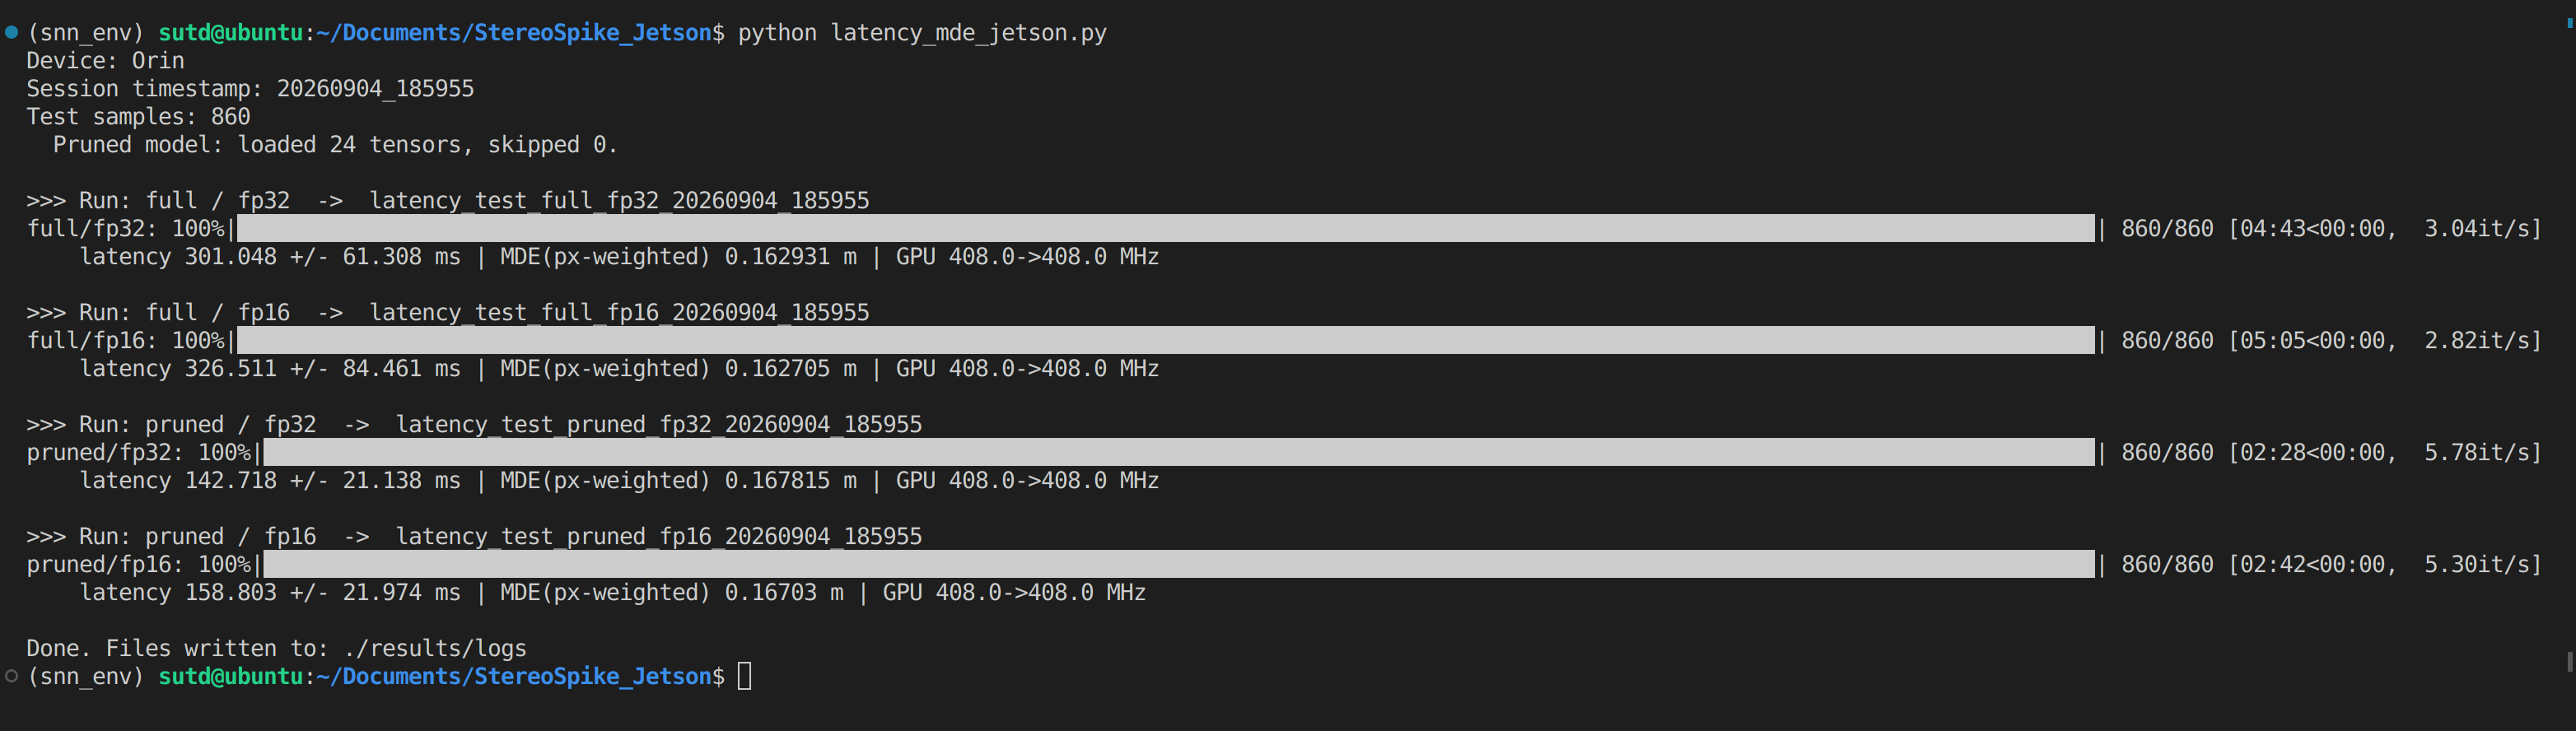 (snn_env) sutd@ubuntu:~/Documents/StereoSpike_Jetson$ python latency_mde_jetson.py
Device: Orin
Session timestamp: 20260904_185955
Test samples: 860
  Pruned model: loaded 24 tensors, skipped 0.

>>> Run: full / fp32  ->  latency_test_full_fp32_20260904_185955
full/fp32: 100%|| 860/860 [04:43<00:00,  3.04it/s]
    latency 301.048 +/- 61.308 ms | MDE(px-weighted) 0.162931 m | GPU 408.0->408.0 MHz

>>> Run: full / fp16  ->  latency_test_full_fp16_20260904_185955
full/fp16: 100%|| 860/860 [05:05<00:00,  2.82it/s]
    latency 326.511 +/- 84.461 ms | MDE(px-weighted) 0.162705 m | GPU 408.0->408.0 MHz

>>> Run: pruned / fp32  ->  latency_test_pruned_fp32_20260904_185955
pruned/fp32: 100%|| 860/860 [02:28<00:00,  5.78it/s]
    latency 142.718 +/- 21.138 ms | MDE(px-weighted) 0.167815 m | GPU 408.0->408.0 MHz

>>> Run: pruned / fp16  ->  latency_test_pruned_fp16_20260904_185955
pruned/fp16: 100%|| 860/860 [02:42<00:00,  5.30it/s]
    latency 158.803 +/- 21.974 ms | MDE(px-weighted) 0.16703 m | GPU 408.0->408.0 MHz

Done. Files written to: ./results/logs
(snn_env) sutd@ubuntu:~/Documents/StereoSpike_Jetson$